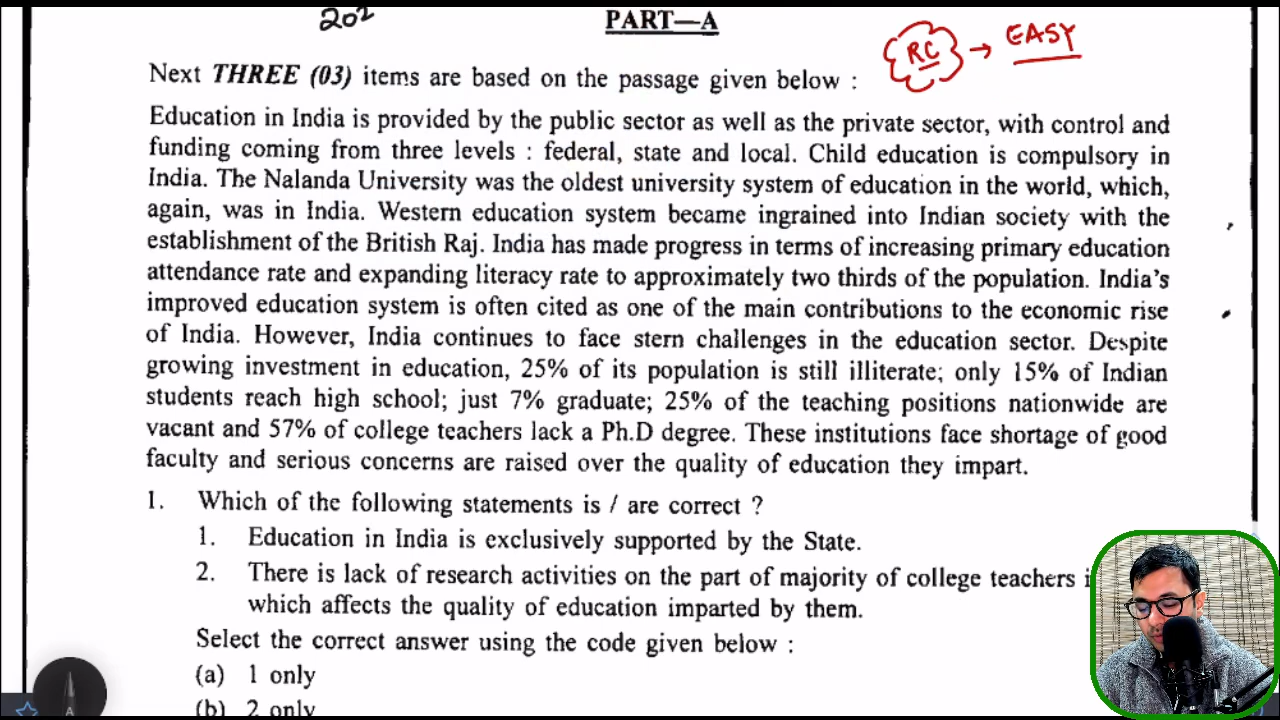 202
PART—A
RC → EASY
Next THREE (03) items are based on the passage given below :
Education in India is provided by the public sector as well as the private sector, with control and
funding coming from three levels : federal, state and local. Child education is compulsory in
India. The Nalanda University was the oldest university system of education in the world, which,
again, was in India. Western education system became ingrained into Indian society with the
establishment of the British Raj. India has made progress in terms of increasing primary education
attendance rate and expanding literacy rate to approximately two thirds of the population. India's
improved education system is often cited as one of the main contributions to the economic rise
of India. However, India continues to face stern challenges in the education sector. Despite
growing investment in education, 25% of its population is still illiterate; only 15% of Indian
students reach high school; just 7% graduate; 25% of the teaching positions nationwide are
vacant and 57% of college teachers lack a Ph.D degree. These institutions face shortage of good
faculty and serious concerns are raised over the quality of education they impart.
1. Which of the following statements is / are correct ?
1. Education in India is exclusively supported by the State.
2. There is lack of research activities on the part of majority of college teachers
which affects the quality of education imparted by them.
Select the correct answer using the code given below :
(a) 1 only
(b) 2 only
A